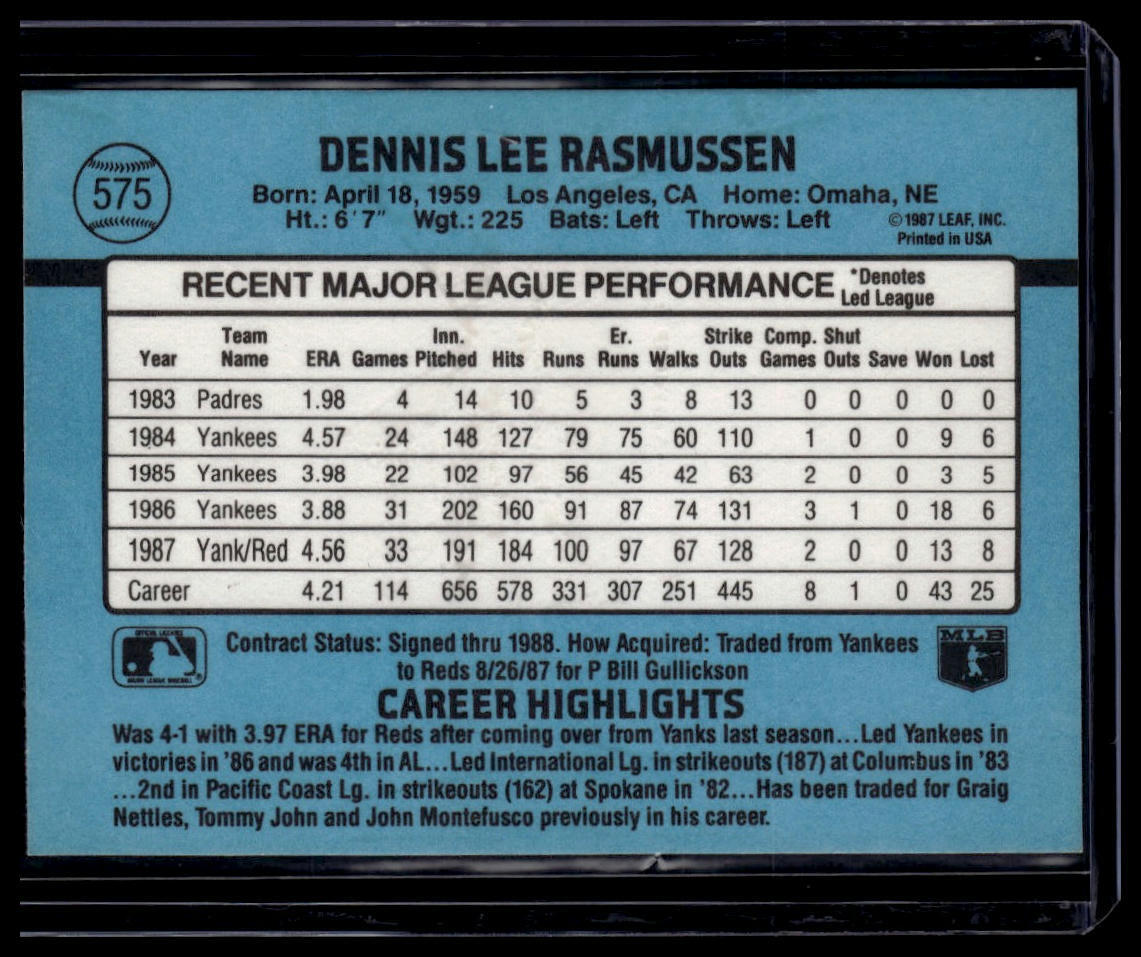 DENNIS LEE RASMUSSEN
575
Born: April 18, 1959 Los Angeles, CA Home: Omaha, NE
Ht.: 6'7" Wgt.: 225 Bats: Left Throws: Left
©1987 LEAF, INC.
Printed in USA
RECENT MAJOR LEAGUE PERFORMANCE *Denotes Led League
Year Team Name ERA Games Inn. Pitched Hits Runs Er. Runs Walks Strike Outs Comp. Games Shut Outs Save Won Lost
1983 Padres 1.98 4 14 10 5 3 8 13 0 0 0 0 0
1984 Yankees 4.57 24 148 127 79 75 60 110 1 0 0 9 6
1985 Yankees 3.98 22 102 97 56 45 42 63 2 0 0 3 5
1986 Yankees 3.88 31 202 160 91 87 74 131 3 1 0 18 6
1987 Yank/Red 4.56 33 191 184 100 97 67 128 2 0 0 13 8
Career 4.21 114 656 578 331 307 251 445 8 1 0 43 25
Contract Status: Signed thru 1988. How Acquired: Traded from Yankees
to Reds 8/26/87 for P Bill Gullickson
MLB
CAREER HIGHLIGHTS
Was 4-1 with 3.97 ERA for Reds after coming over from Yanks last season...Led Yankees in
victories in '86 and was 4th in AL...Led International Lg. in strikeouts (187) at Columbus in '83
...2nd in Pacific Coast Lg. in strikeouts (162) at Spokane in '82...Has been traded for Graig
Nettles, Tommy John and John Montefusco previously in his career.